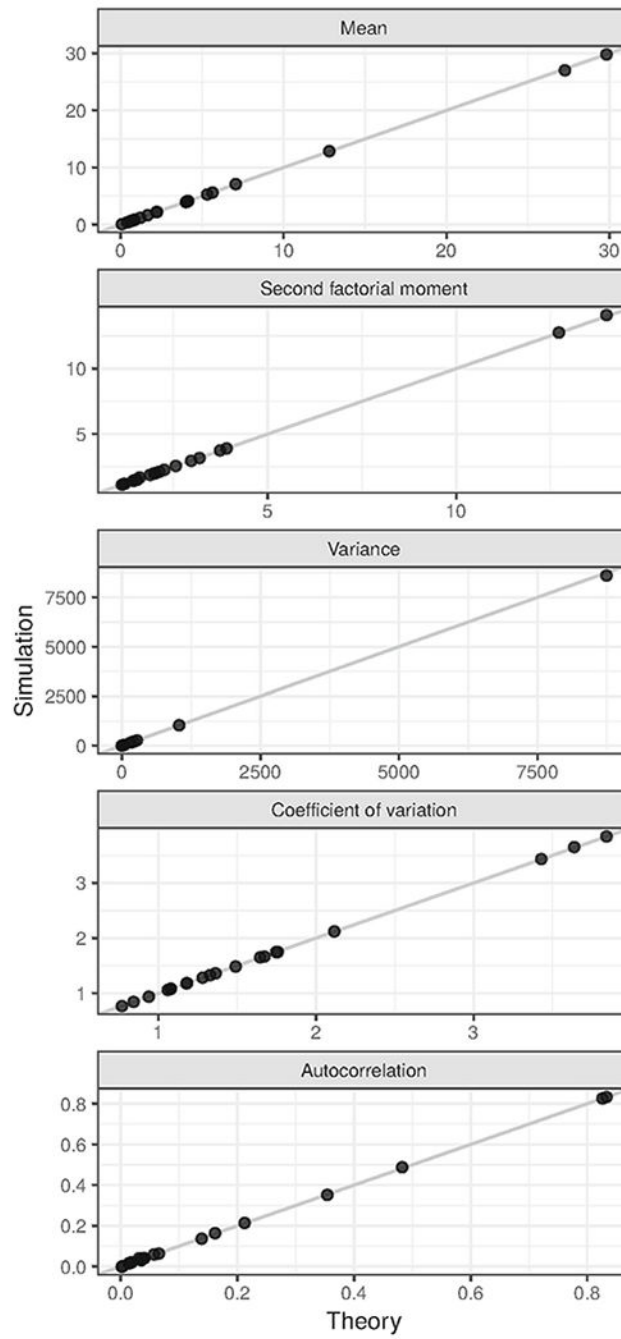 Mean
30
20
10
0
0 10 20 30
Second factorial moment
10
5
5 10
Variance
7500
5000
2500
0
0 2500 5000 7500
Coefficient of variation
3
2
1
1 2 3
Autocorrelation
0.8
0.6
0.4
0.2
0.0
0.0 0.2 0.4 0.6 0.8
Simulation
Theory